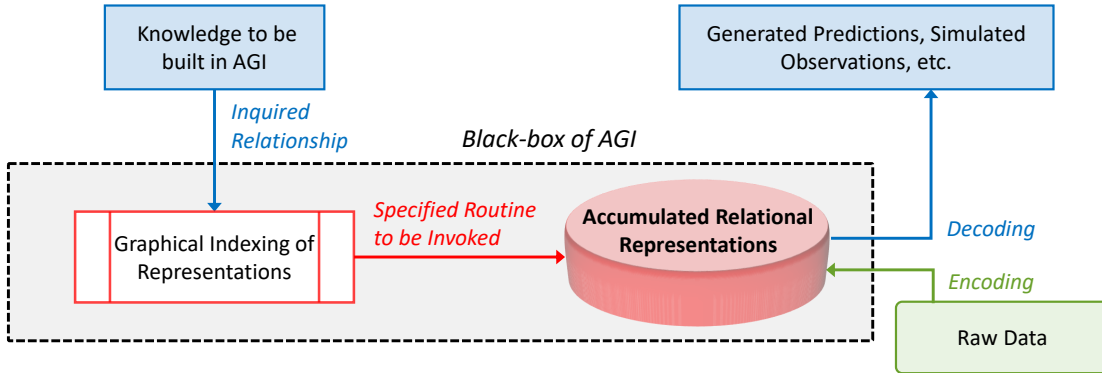 Knowledge to be
built in AGI
Generated Predictions, Simulated
Observations, etc.
Inquired
Relationship
Black-box of AGI
Graphical Indexing of
Representations
Specified Routine
to be Invoked
Accumulated Relational
Representations
Decoding
Encoding
Raw Data